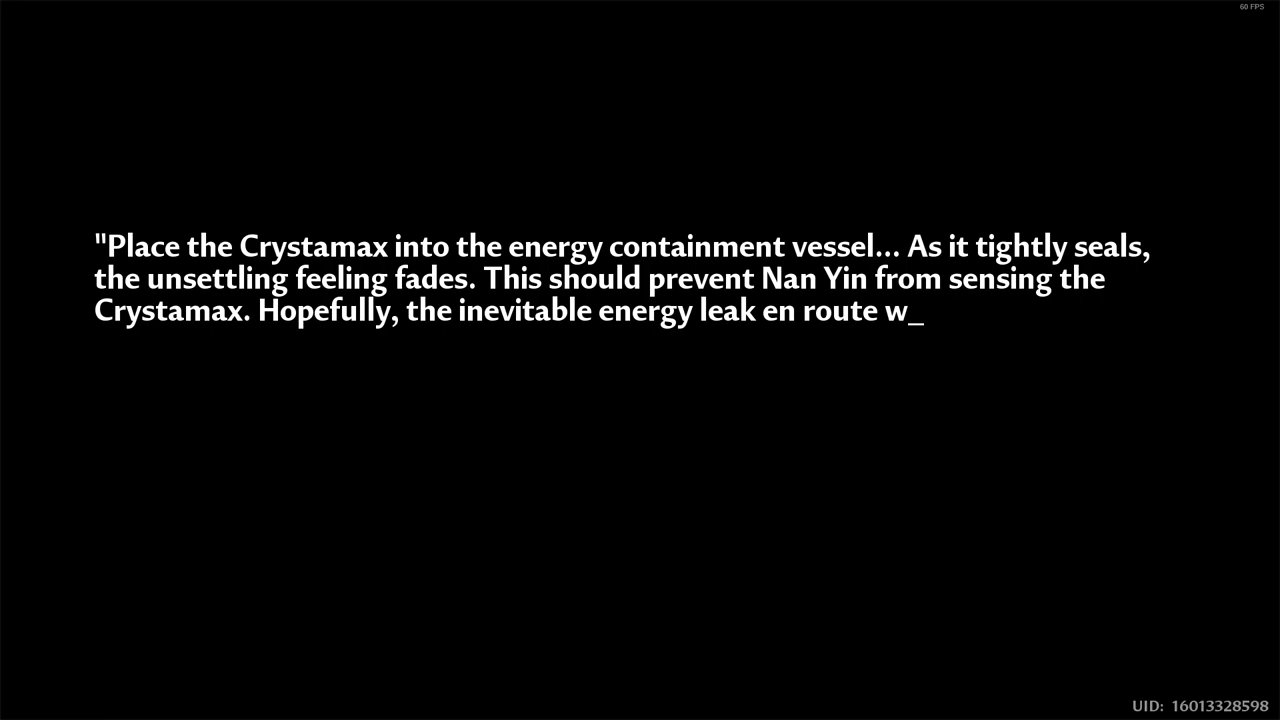 60 FPS
"Place the Crystamax into the energy containment vessel... As it tightly seals,
the unsettling feeling fades. This should prevent Nan Yin from sensing the
Crystamax. Hopefully, the inevitable energy leak en route w_
UID: 16013328598